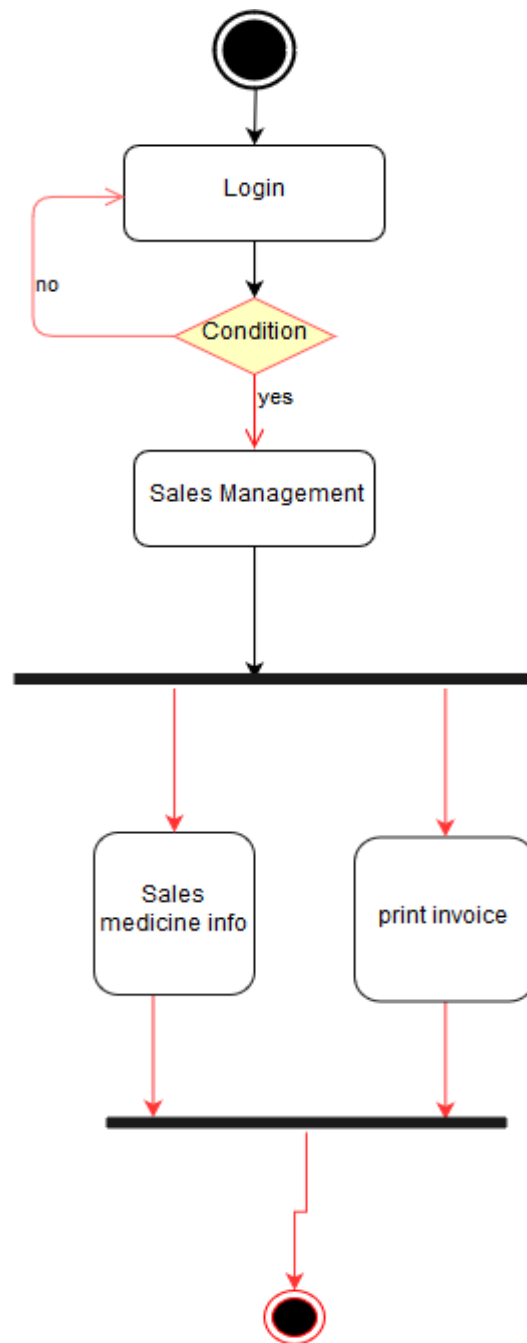 Login
no
Condition
yes
Sales Management
Sales
medicine info
print invoice